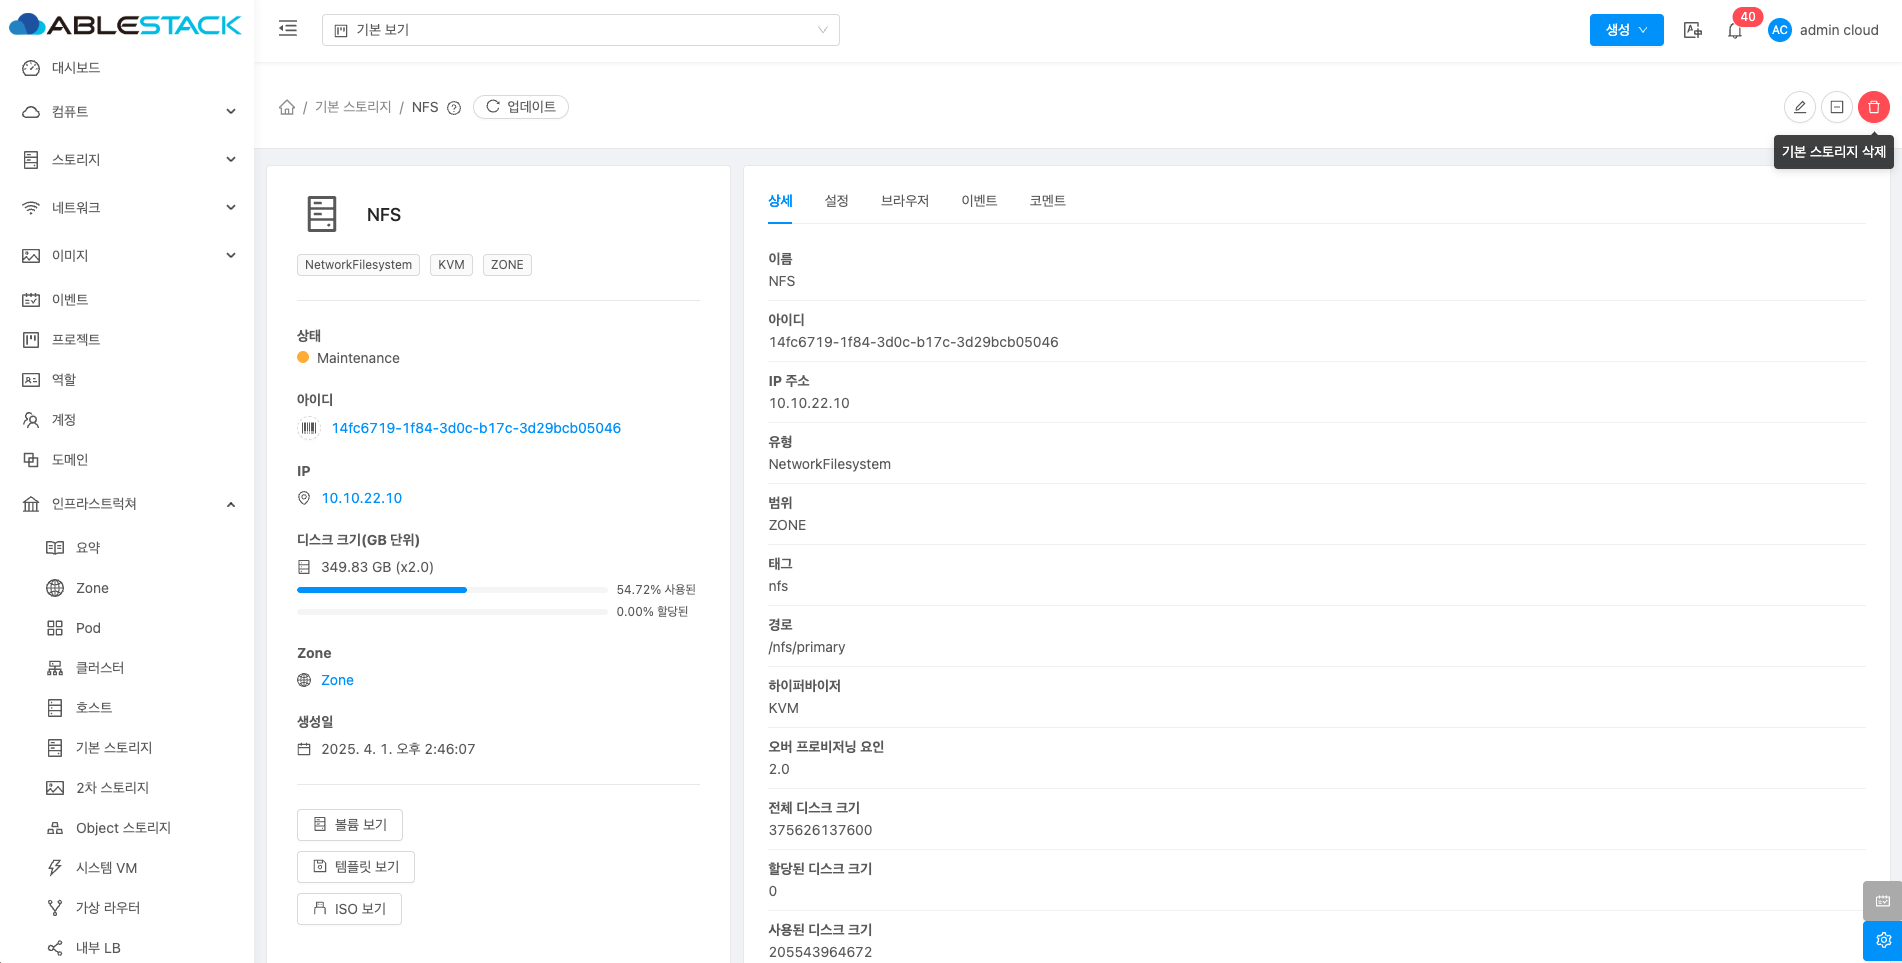 ABLESTACK
기본 보기
생성
40
AC
admin cloud
대시보드
컴퓨트
스토리지
네트워크
이미지
이벤트
프로젝트
역할
계정
도메인
인프라스트럭쳐
요약
Zone
Pod
클러스터
호스트
기본 스토리지
2차 스토리지
Object 스토리지
시스템 VM
가상 라우터
내부 LB
/ 기본 스토리지 / NFS
업데이트
기본 스토리지 삭제
NFS
NetworkFilesystem
KVM
ZONE
상태
Maintenance
아이디
14fc6719-1f84-3d0c-b17c-3d29bcb05046
IP
10.10.22.10
디스크 크기(GB 단위)
349.83 GB (x2.0)
54.72% 사용된
0.00% 할당된
Zone
Zone
생성일
2025. 4. 1. 오후 2:46:07
볼륨 보기
템플릿 보기
ISO 보기
상세
설정
브라우저
이벤트
코멘트
이름
NFS
아이디
14fc6719-1f84-3d0c-b17c-3d29bcb05046
IP 주소
10.10.22.10
유형
NetworkFilesystem
범위
ZONE
태그
nfs
경로
/nfs/primary
하이퍼바이저
KVM
오버 프로비저닝 요인
2.0
전체 디스크 크기
375626137600
할당된 디스크 크기
0
사용된 디스크 크기
205543964672